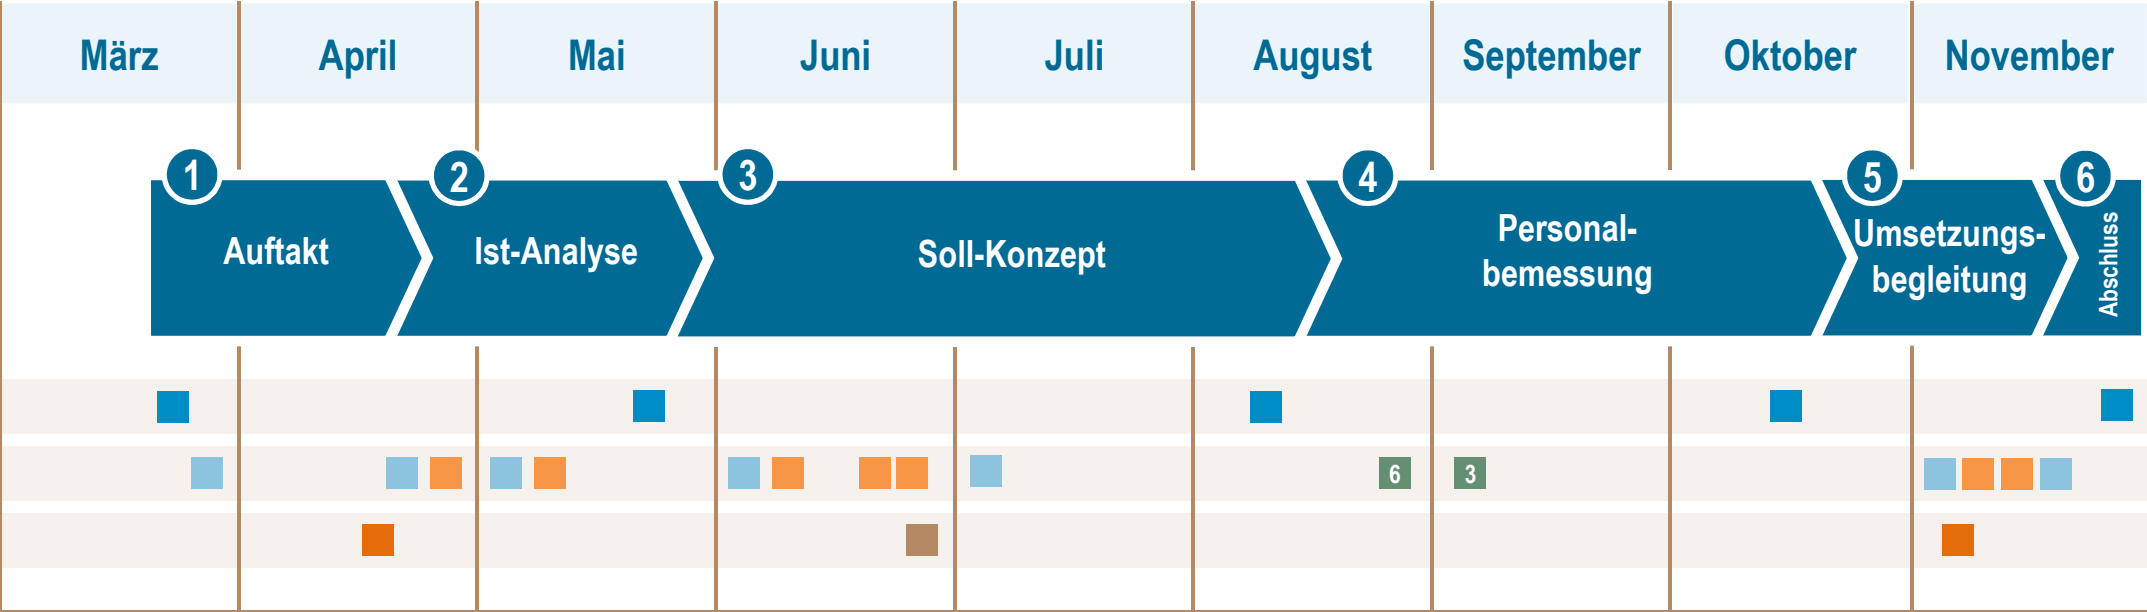 März April Mai Juni Juli August September Oktober November
1 2 3 4 5 6
Auftakt
Ist-Analyse
Soll-Konzept
Personal-
bemessung
Umsetzungs-
begleitung
Abschluss
6 3